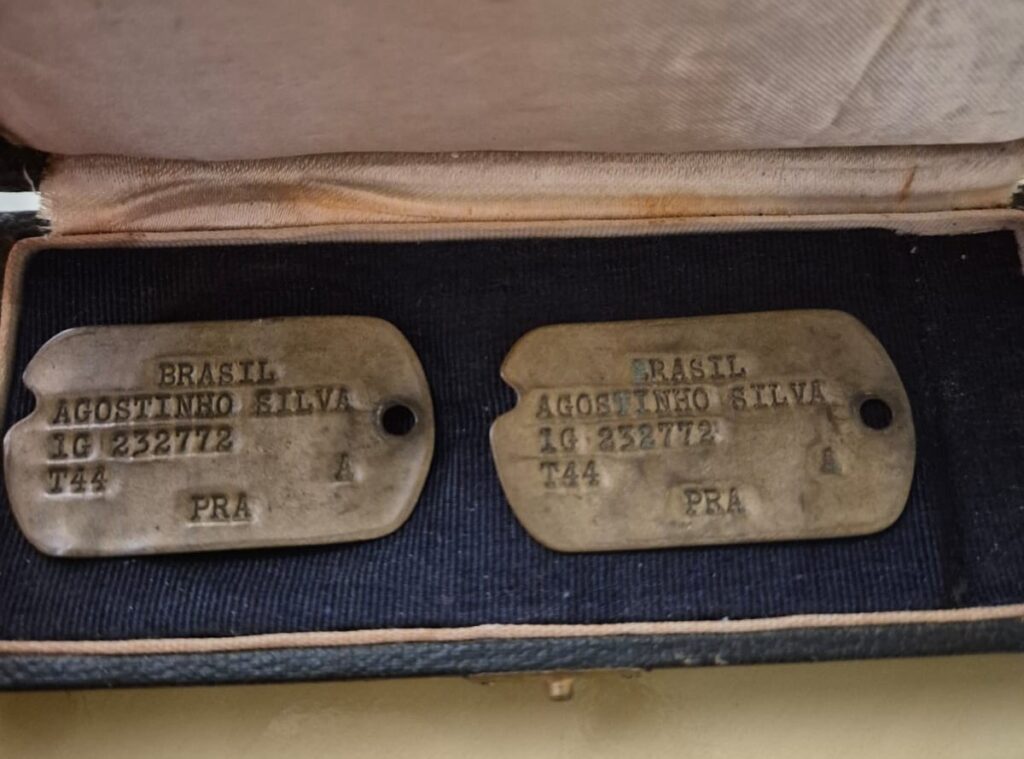 BRASIL
AGOSTINHO SILVA
1G 232772
T44 A
PRA
BRASIL
AGOSTINHO SILVA
1G 232772
T44 A
PRA